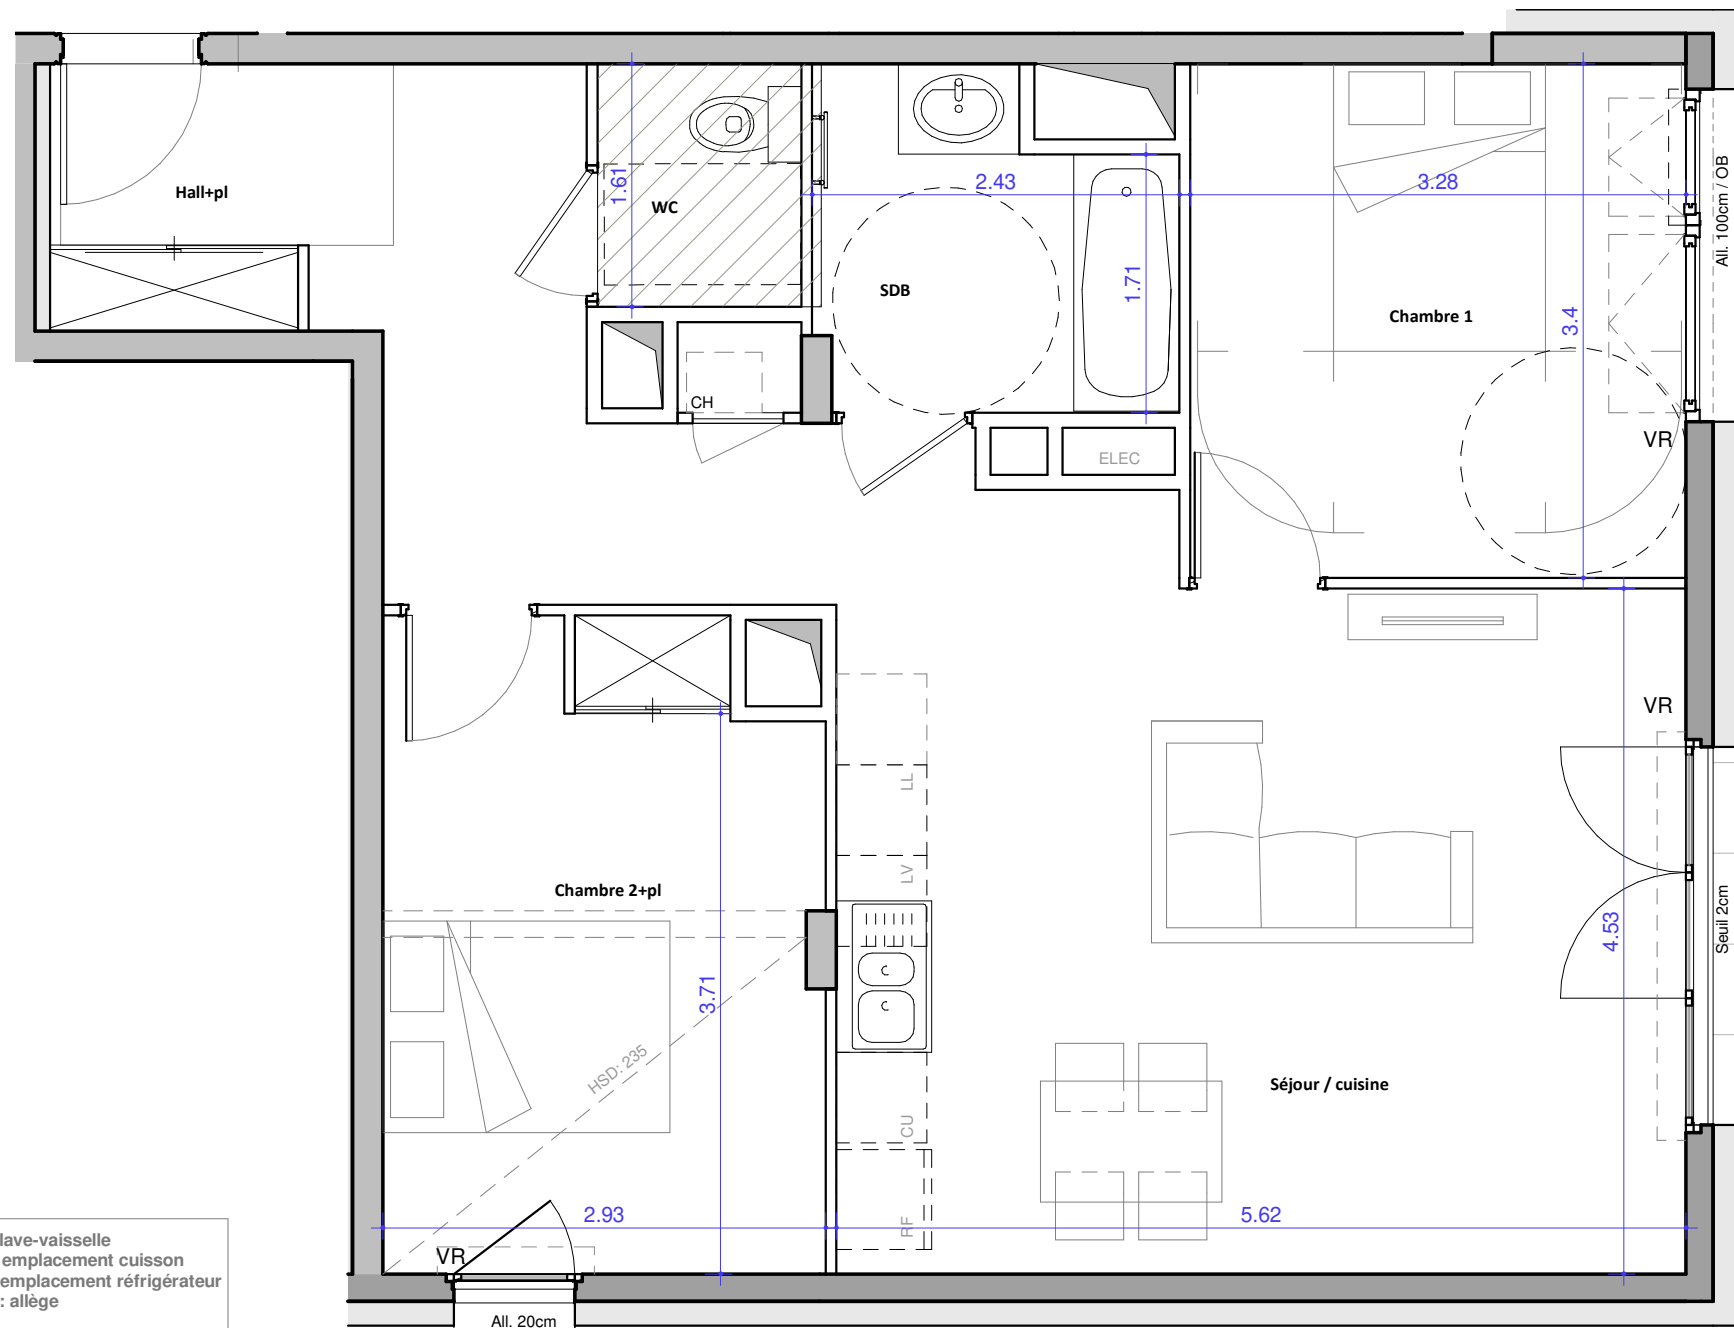 Hall+pl
1.61
WC
2.43
3.28
All. 100cm / OB
SDB
1.71
Chambre 1
3.4
CH
ELEC
VR
VR
LL
LV
Chambre 2+pl
3.71
4.53
Seuil 2cm
HSD: 235
Séjour / cuisine
CU
RF
2.93
5.62
VR
All. 20cm
lave-vaisselle
emplacement cuisson
emplacement réfrigérateur
: allège